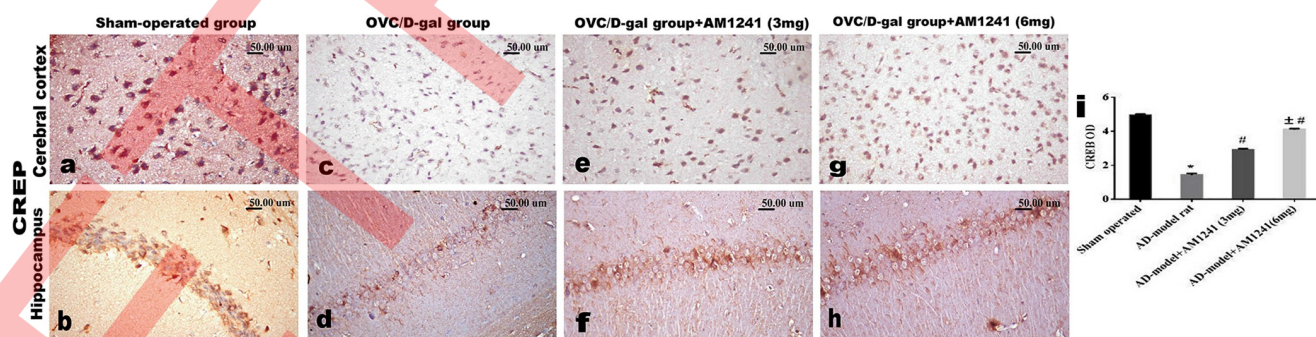 Sham-operated group
OVC/D-gal group
OVC/D-gal group+AM1241 (3mg)
OVC/D-gal group+AM1241 (6mg)
CREP
Cerebral cortex
50.00 um
a
50.00 um
c
50.00 um
e
50.00 um
g
Hippocampus
50.00 um
b
50.00 um
d
50.00 um
f
50.00 um
h
i
CREB OD
6
4
2
0
*
#
± #
Sham operated
AD-model rat
AD-model+AM1241 (3mg)
AD-model+AM1241(6mg)